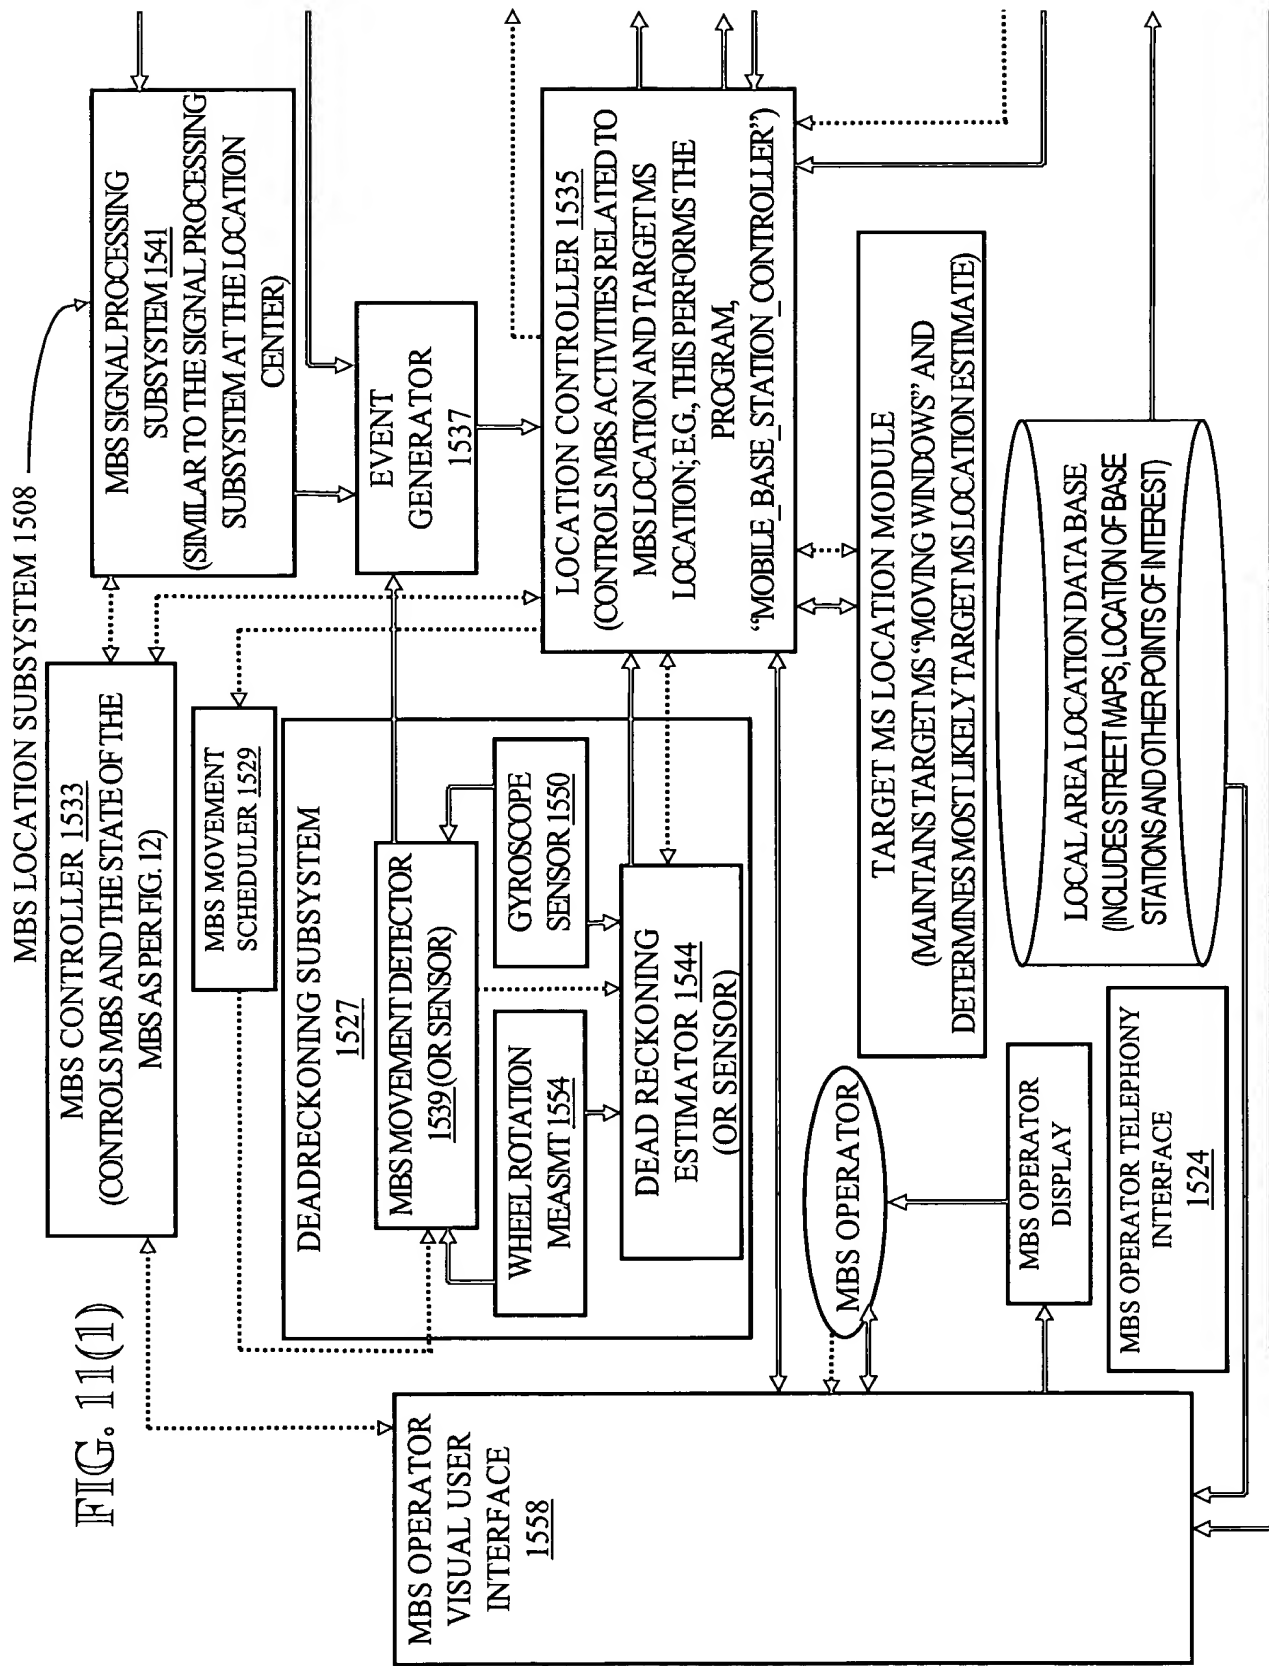 FIG. 11(1)
MBS LOCATION SUBSYSTEM 1508
MBS CONTROLLER 1533
(CONTROLS MBS AND THE STATE OF THE
MBS AS PER FIG. 12)
MBS SIGNAL PROCESSING
SUBSYSTEM 1541
(SIMILAR TO THE SIGNAL PROCESSING
SUBSYSTEM AT THE LOCATION
CENTER)
MBS MOVEMENT
SCHEDULER 1529
DEADRECKONING SUBSYSTEM
1527
MBS MOVEMENT DETECTOR
1539 (OR SENSOR)
WHEEL ROTATION
MEASMT 1554
GYROSCOPE
SENSOR 1550
DEAD RECKONING
ESTIMATOR 1544
(OR SENSOR)
EVENT
GENERATOR
1537
LOCATION CONTROLLER 1535
(CONTROLS MBS ACTIVITIES RELATED TO
MBS LOCATION AND TARGET MS
LOCATION; E.G., THIS PERFORMS THE
PROGRAM,
“MOBILE_BASE_STATION_CONTROLLER”)
MBS OPERATOR
VISUAL USER
INTERFACE
1558
MBS OPERATOR
MBS OPERATOR
DISPLAY
MBS OPERATOR TELEPHONY
INTERFACE
1524
TARGET MS LOCATION MODULE
(MAINTAINS TARGET MS “MOVING WINDOWS” AND
DETERMINES MOST LIKELY TARGET MS LOCATION ESTIMATE)
LOCAL AREA LOCATION DATA BASE
(INCLUDES STREET MAPS, LOCATION OF BASE
STATIONS AND OTHER POINTS OF INTEREST)